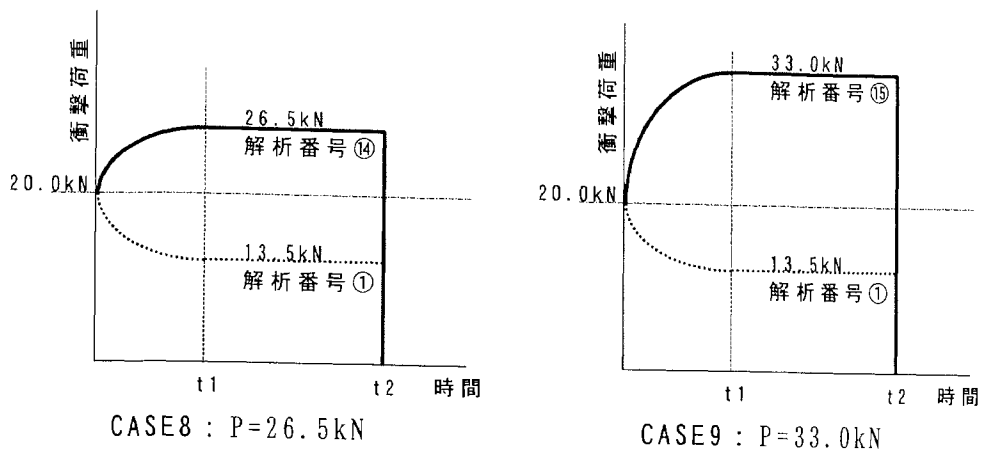 衝撃荷重
26.5kN
解析番号⑭
20.0kN
13.5kN
解析番号①
t1
t2
時間
CASE8 : P=26.5kN
衝撃荷重
33.0kN
解析番号⑮
20.0kN
13.5kN
解析番号①
t1
t2
時間
CASE9 : P=33.0kN